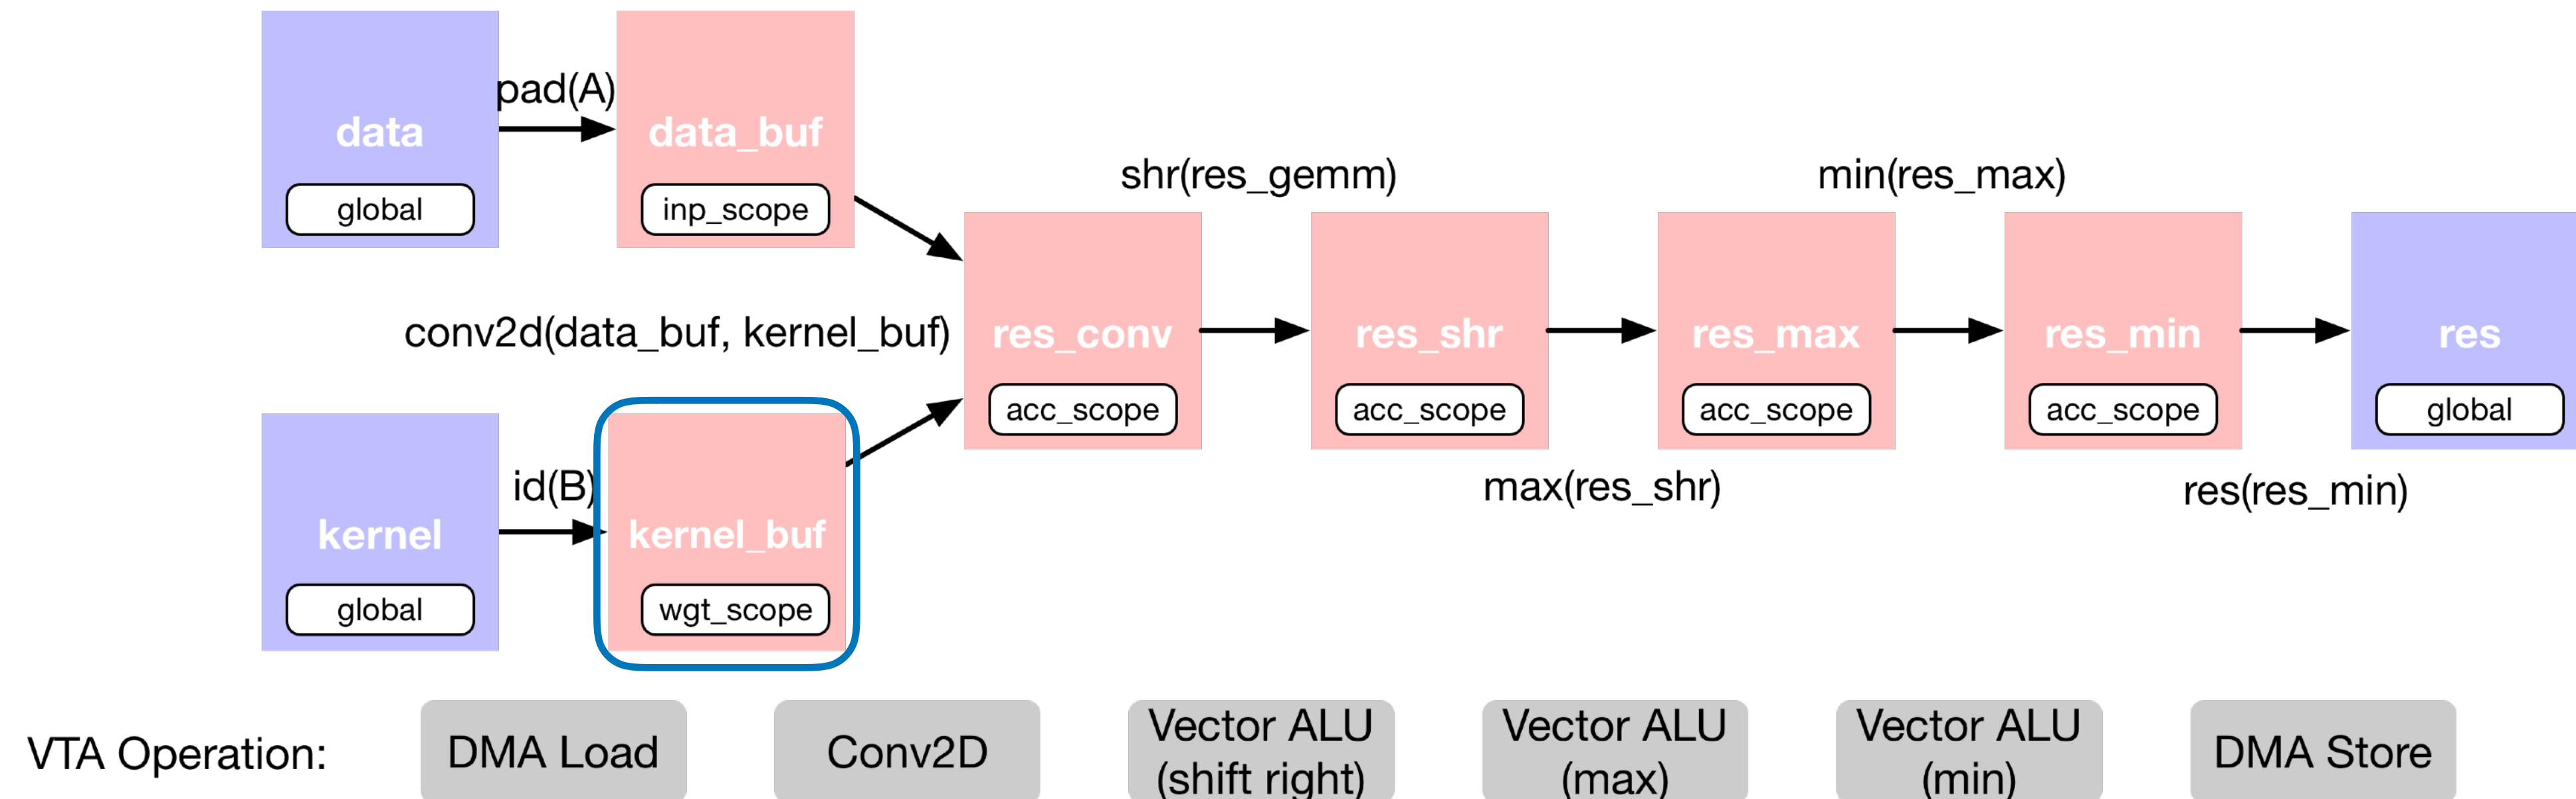 pad(A)
data
global
data_buf
inp_scope
conv2d(data_buf, kernel_buf)
id(B)
kernel
global
kernel_buf
wgt_scope
res_conv
acc_scope
shr(res_gemm)
res_shr
acc_scope
max(res_shr)
res_max
acc_scope
min(res_max)
res_min
acc_scope
res(res_min)
res
global
VTA Operation:
DMA Load
Conv2D
Vector ALU
(shift right)
Vector ALU
(max)
Vector ALU
(min)
DMA Store